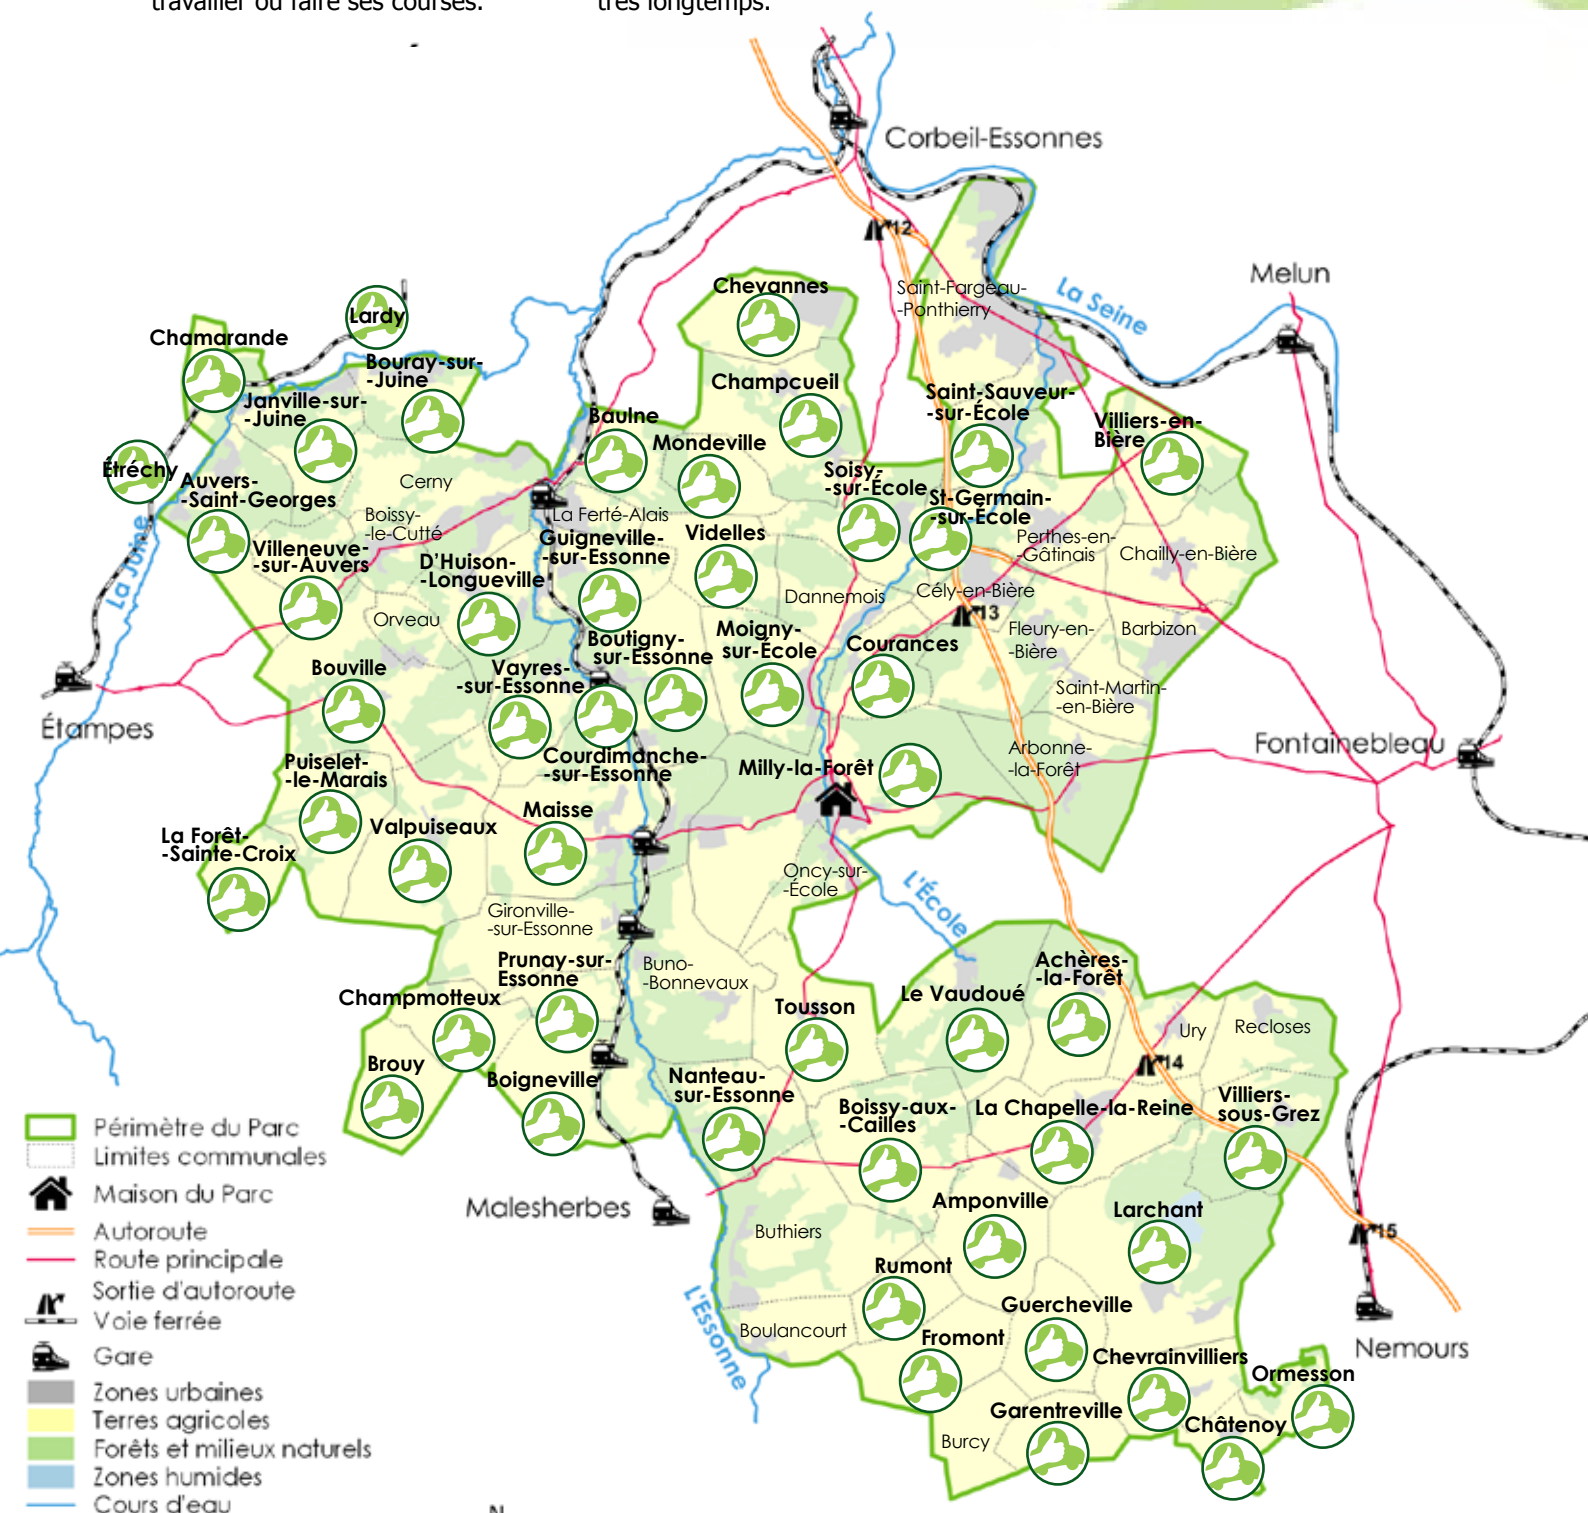 travailler ou faire ses courses.
très longtemps.
Corbeil-Essonnes
12
Melun
La Seine
Saint-Fargeau-
-Ponthierry
Chevannes
Lardy
Chamarande
Bouray-sur-
-Juine
Janville-sur-
-Juine
Champcueil
Saint-Sauveur-
-sur-École
Villiers-en-
Bière
Baulne
Mondeville
Étréchy
Auvers-
-Saint-Georges
Cerny
Soisy-
-sur-École
St-Germain-
-sur-École
Boissy-
-le-Cutté
La Ferté-Alais
Guigneville-
-sur-Essonne
Videlles
Perthes-en-
-Gâtinais
Chailly-en-Bière
La Juine
Villeneuve-
-sur-Auvers
D'Huison-
-Longueville
Dannemois
Cély-en-Bière
13
Orveau
Boutigny-
sur-Essonne
Moigny-
sur-École
Courances
Fleury-en-
-Bière
Barbizon
Bouville
Vayres-
-sur-Essonne
Saint-Martin-
-en-Bière
Étampes
Fontainebleau
Puiselet-
-le-Marais
Courdimanche-
-sur-Essonne
Milly-la-Forêt
Arbonne-
-la-Forêt
La Forêt-
-Sainte-Croix
Valpuiseaux
Maisse
Oncy-sur-
-École
L'École
Gironville-
-sur-Essonne
Prunay-sur-
Essonne
Buno-
-Bonnevaux
Achères-
-la-Forêt
Champmotteux
Tousson
Le Vaudoué
Ury
Recloses
14
Brouy
Boigneville
Nanteau-
sur-Essonne
Boissy-aux-
-Cailles
La Chapelle-la-Reine
Villiers-
sous-Grez
Malesherbes
Amponville
Larchant
Buthiers
15
Rumont
Guercheville
L'Essonne
Boulancourt
Fromont
Chevrainvilliers
Ormesson
Nemours
Garentreville
Châtenoy
Burcy
Périmètre du Parc
Limites communales
Maison du Parc
Autoroute
Route principale
Sortie d'autoroute
Voie ferrée
Gare
Zones urbaines
Terres agricoles
Forêts et milieux naturels
Zones humides
Cours d'eau
N